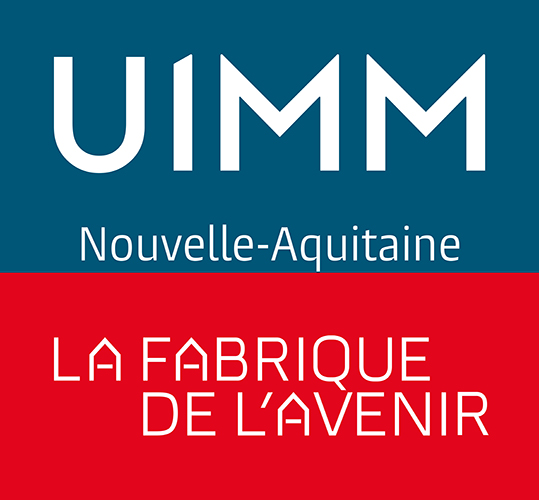 UIMM
Nouvelle-Aquitaine
LA FABRIQUE
DE L'AVENIR